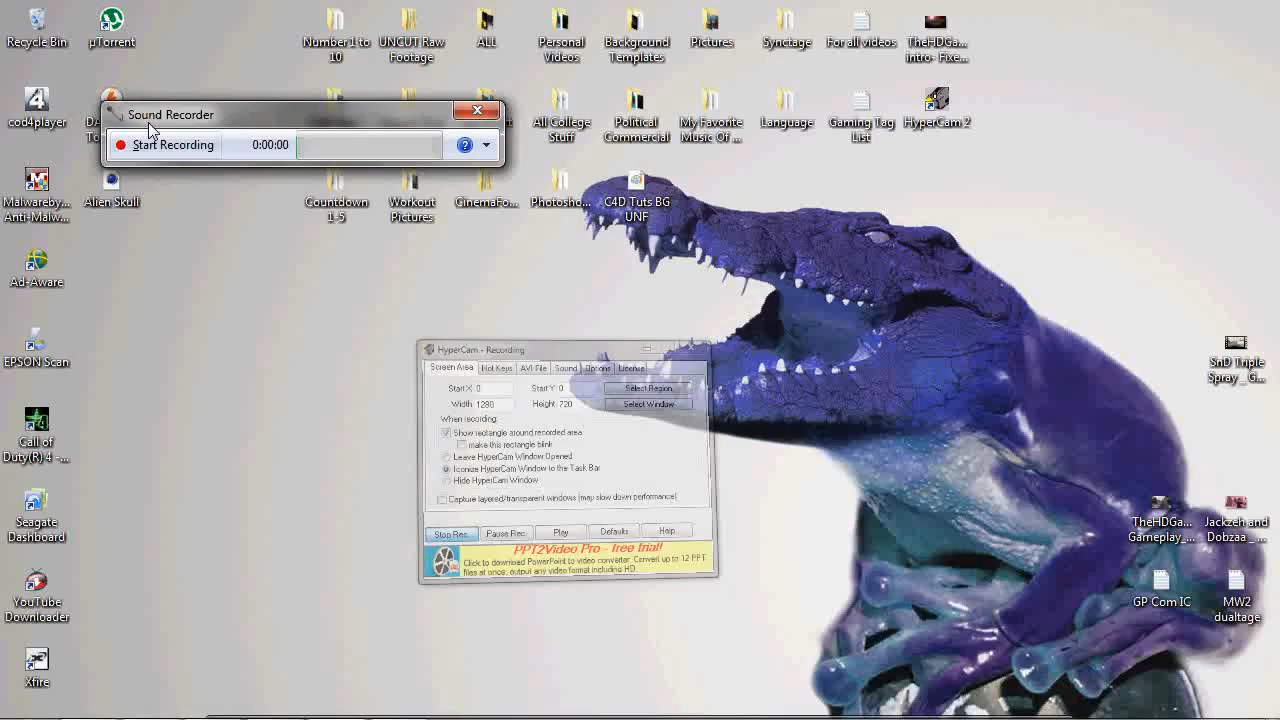 Recycle Bin
µTorrent
Number1 to
10
UNCUT Raw
Footage
ALL
Personal
Videos
Background
Templates
Pictures
Synctage
For all videos
TheHDGa...
intro- Fixe...
cod4player
Sound Recorder
Start Recording
0:00:00
All College
Stuff
Political
Commercial
My Favorite
Music Of ...
Language
Gaming Tag
List
HyperCam 2
Malwareby...
Anti-Malw...
Alien Skull
Countdown
1-5
Workout
Pictures
CinemaFo...
Photosho...
C4D Tuts BG
UNF
Ad-Aware
EPSON Scan
HyperCam - Recording
Screen Area Hot Keys AVI File Sound Options License
Start X 0 Start Y 0 Select Region
Width 1280 Height 720 Select Window
When recording:
Show rectangle around recorded area
make this rectangle blink
Leave HyperCam Window Opened
Iconize HyperCam Window to the Task Bar
Hide HyperCam Window
Capture layered/transparent windows (may slow down performance)
Stop Rec. Pause Rec. Play Defaults Help
PPT2Video Pro - free trial!
Click to download PowerPoint to video converter. Convert up to 12 PPT
files at once, output any video format including HD.
SnD Triple
Spray _ G...
Call of
Duty(R) 4 -...
Seagate
Dashboard
TheHDGa...
Gameplay_...
Jackzeh and
Dobzaa _ ...
YouTube
Downloader
GP Com IC
MW2
dualtage
Xfire